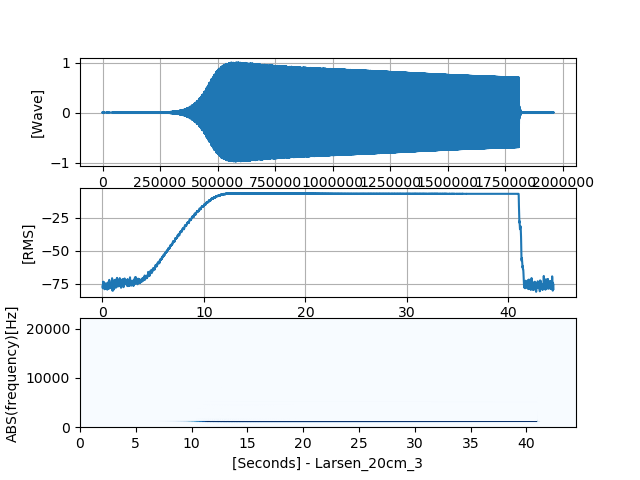 1
0
−1
[Wave]
0 250000 500000 750000 1000000 1250000 1500000 1750000 2000000
−25
−50
−75
[RMS]
0 10 20 30 40
20000
10000
0
ABS(frequency)[Hz]
0 5 10 15 20 25 30 35 40
[Seconds] - Larsen_20cm_3